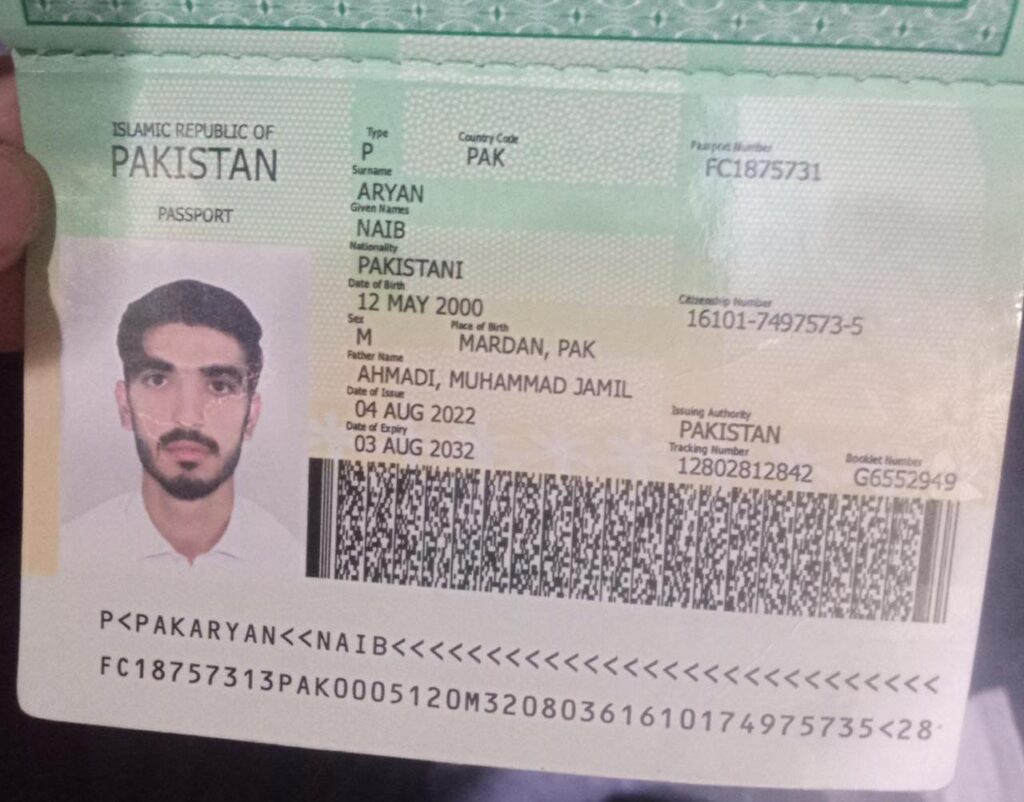 ISLAMIC REPUBLIC OF
PAKISTAN
PASSPORT
Type
P
Country Code
PAK
Passport Number
FC1875731
Surname
ARYAN
Given Names
NAIB
Nationality
PAKISTANI
Date of Birth
12 MAY 2000
Citizenship Number
16101-7497573-5
Sex
M
Place of Birth
MARDAN, PAK
Father Name
AHMADI, MUHAMMAD JAMIL
Date of Issue
04 AUG 2022
Issuing Authority
PAKISTAN
Date of Expiry
03 AUG 2032
Tracking Number
12802812842
Booklet Number
G6552949
P<PAKARYAN<<NAIB<<<<<<<<<<<<<<<<<<<<<<<<<<<<
FC18757313PAK0005120M32080361610174975735<28